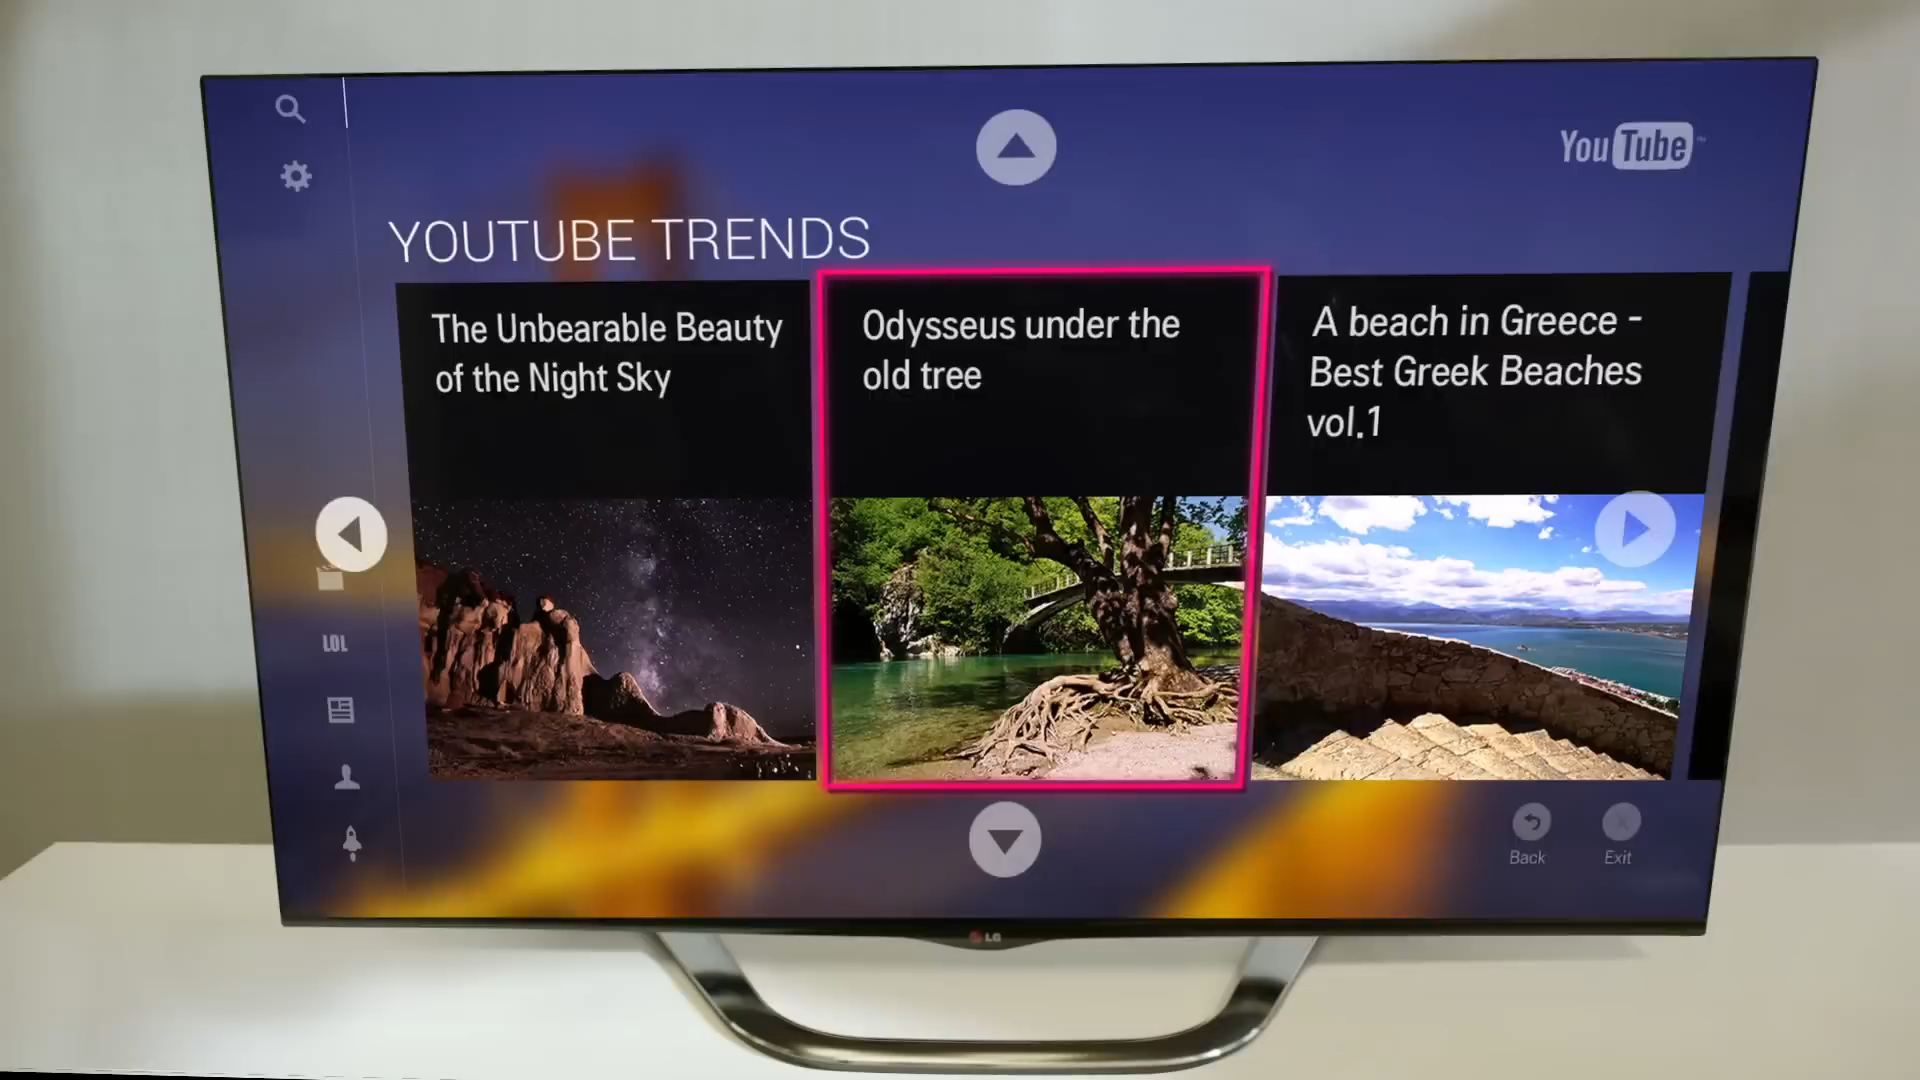 YouTube
YOUTUBE TRENDS
The Unbearable Beauty
of the Night Sky
Odysseus under the
old tree
A beach in Greece -
Best Greek Beaches
vol.1
LOL
Back
Exit
LG